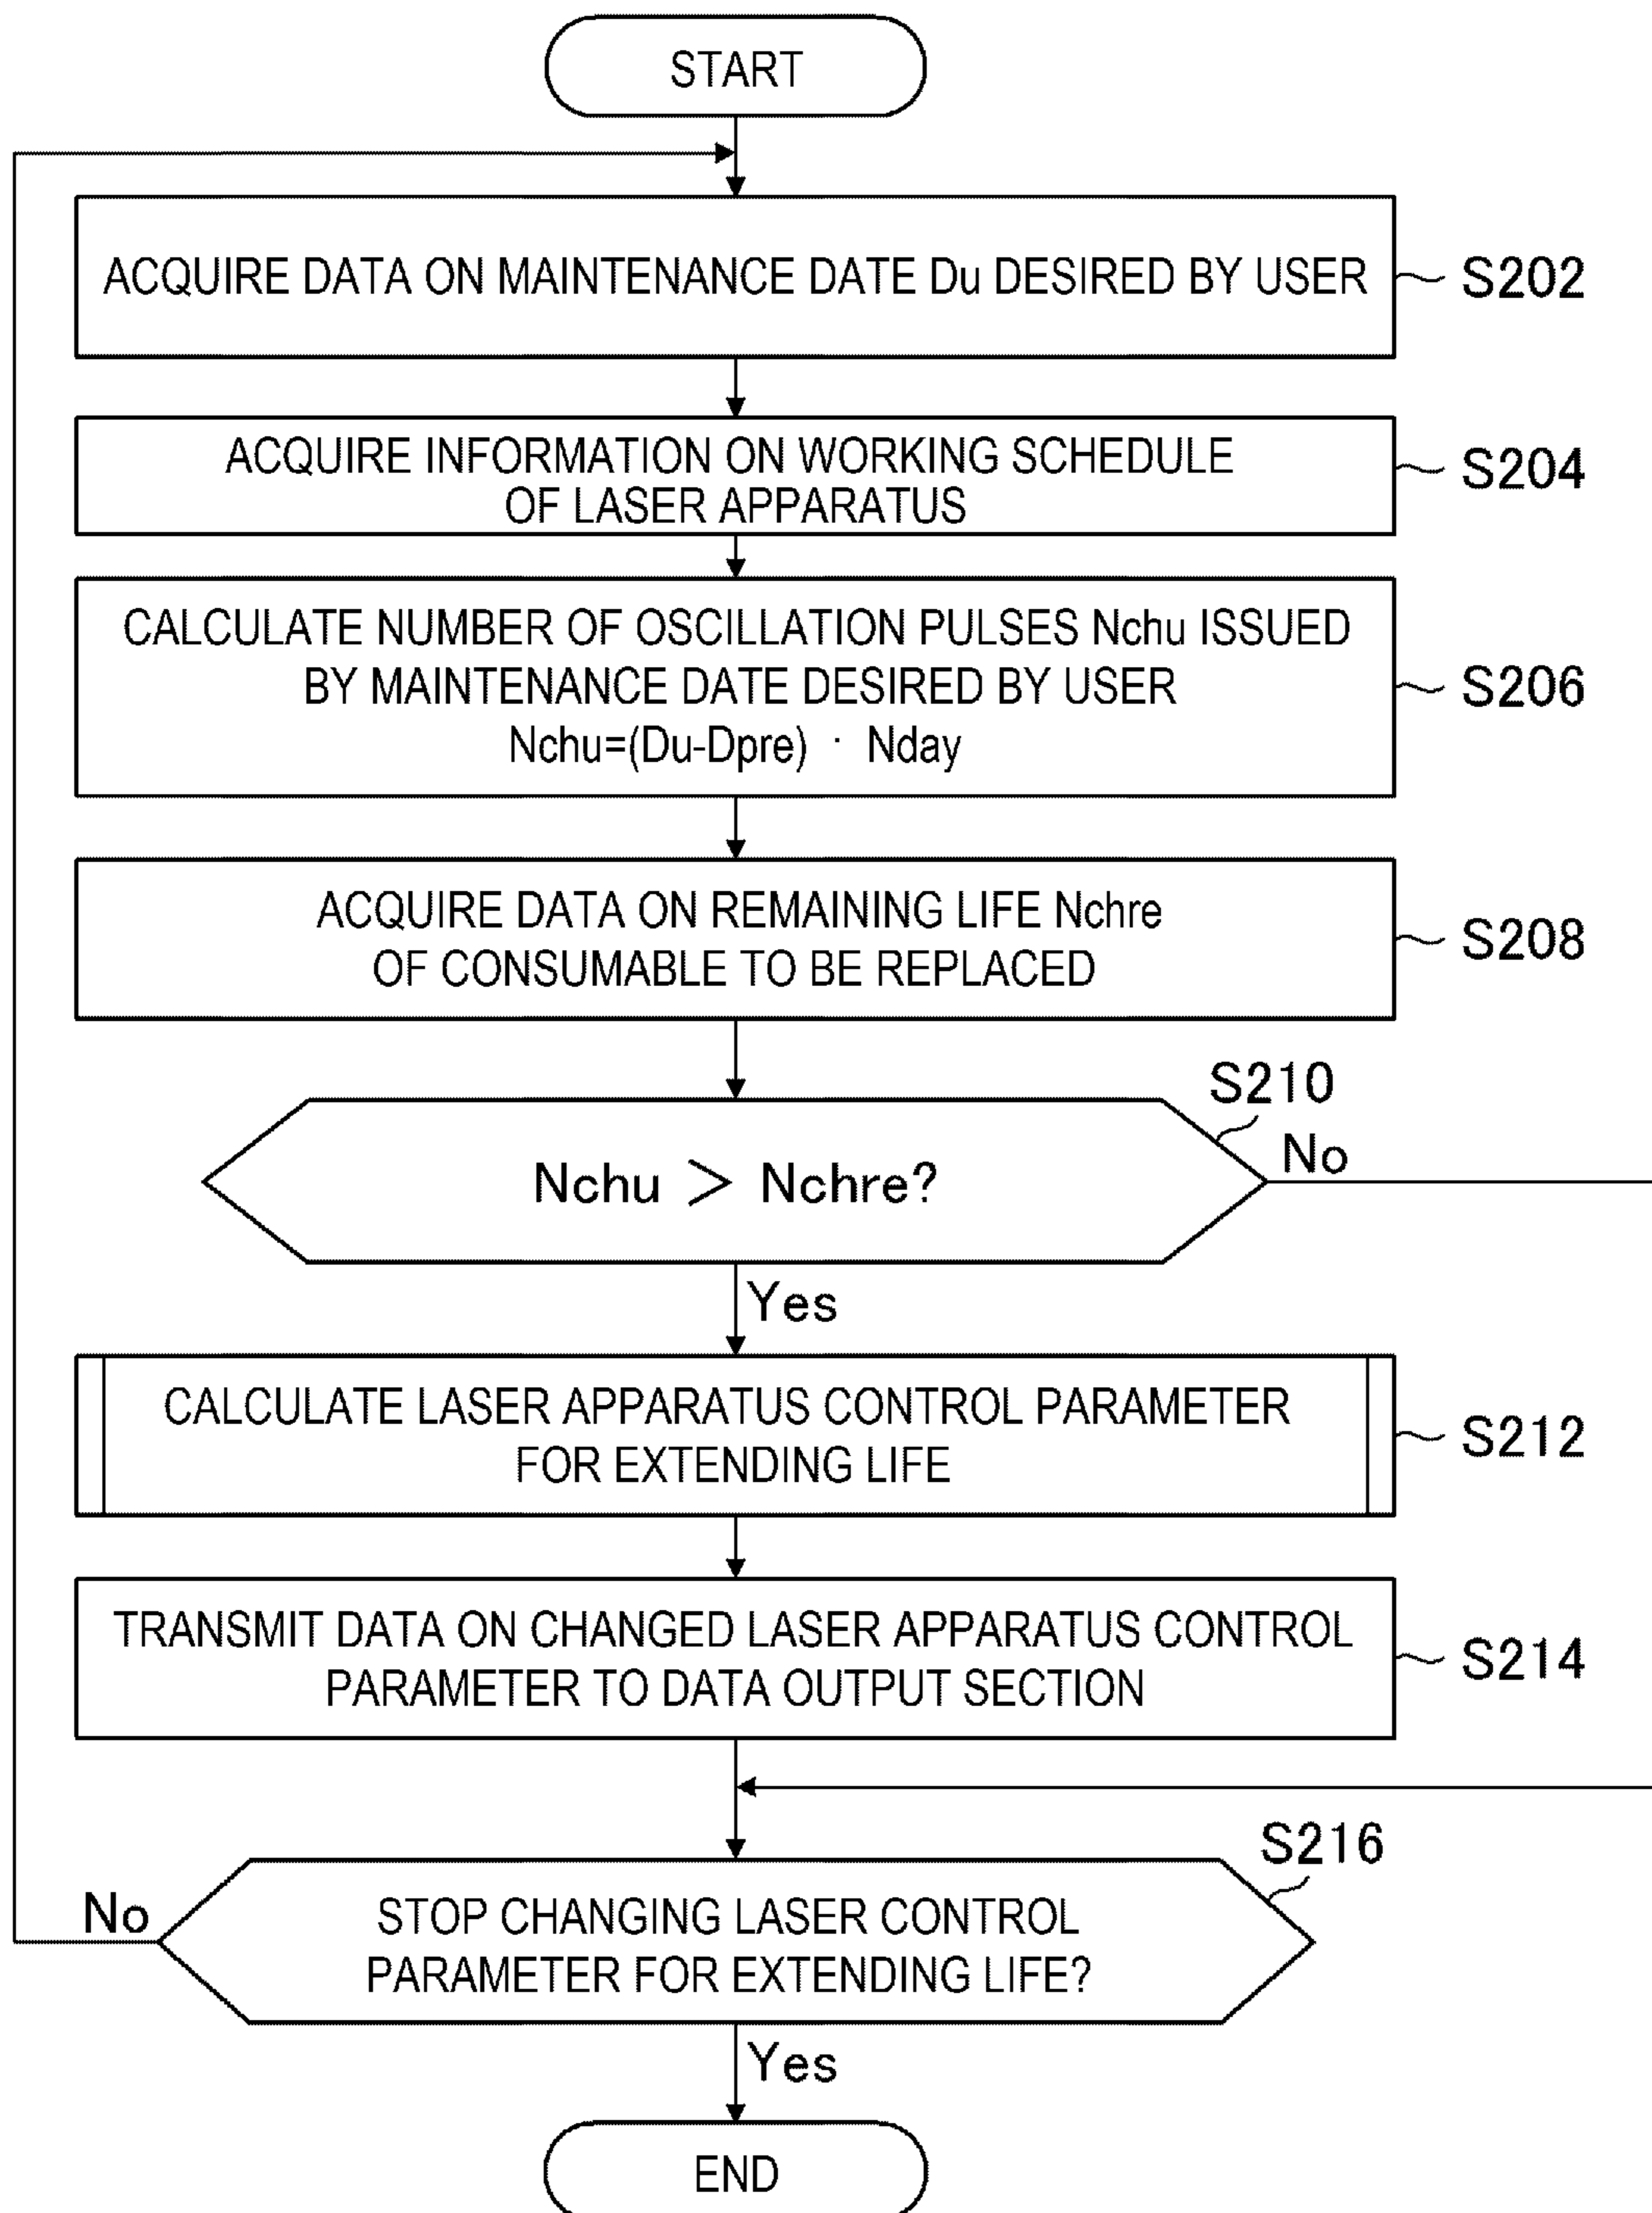 START
ACQUIRE DATA ON MAINTENANCE DATE Du DESIRED BY USER
S202
ACQUIRE INFORMATION ON WORKING SCHEDULE
OF LASER APPARATUS
S204
CALCULATE NUMBER OF OSCILLATION PULSES Nchu ISSUED
BY MAINTENANCE DATE DESIRED BY USER
Nchu=(Du-Dpre) · Nday
S206
ACQUIRE DATA ON REMAINING LIFE Nchre
OF CONSUMABLE TO BE REPLACED
S208
S210
Nchu > Nchre?
No
Yes
CALCULATE LASER APPARATUS CONTROL PARAMETER
FOR EXTENDING LIFE
S212
TRANSMIT DATA ON CHANGED LASER APPARATUS CONTROL
PARAMETER TO DATA OUTPUT SECTION
S214
S216
No
STOP CHANGING LASER CONTROL
PARAMETER FOR EXTENDING LIFE?
Yes
END